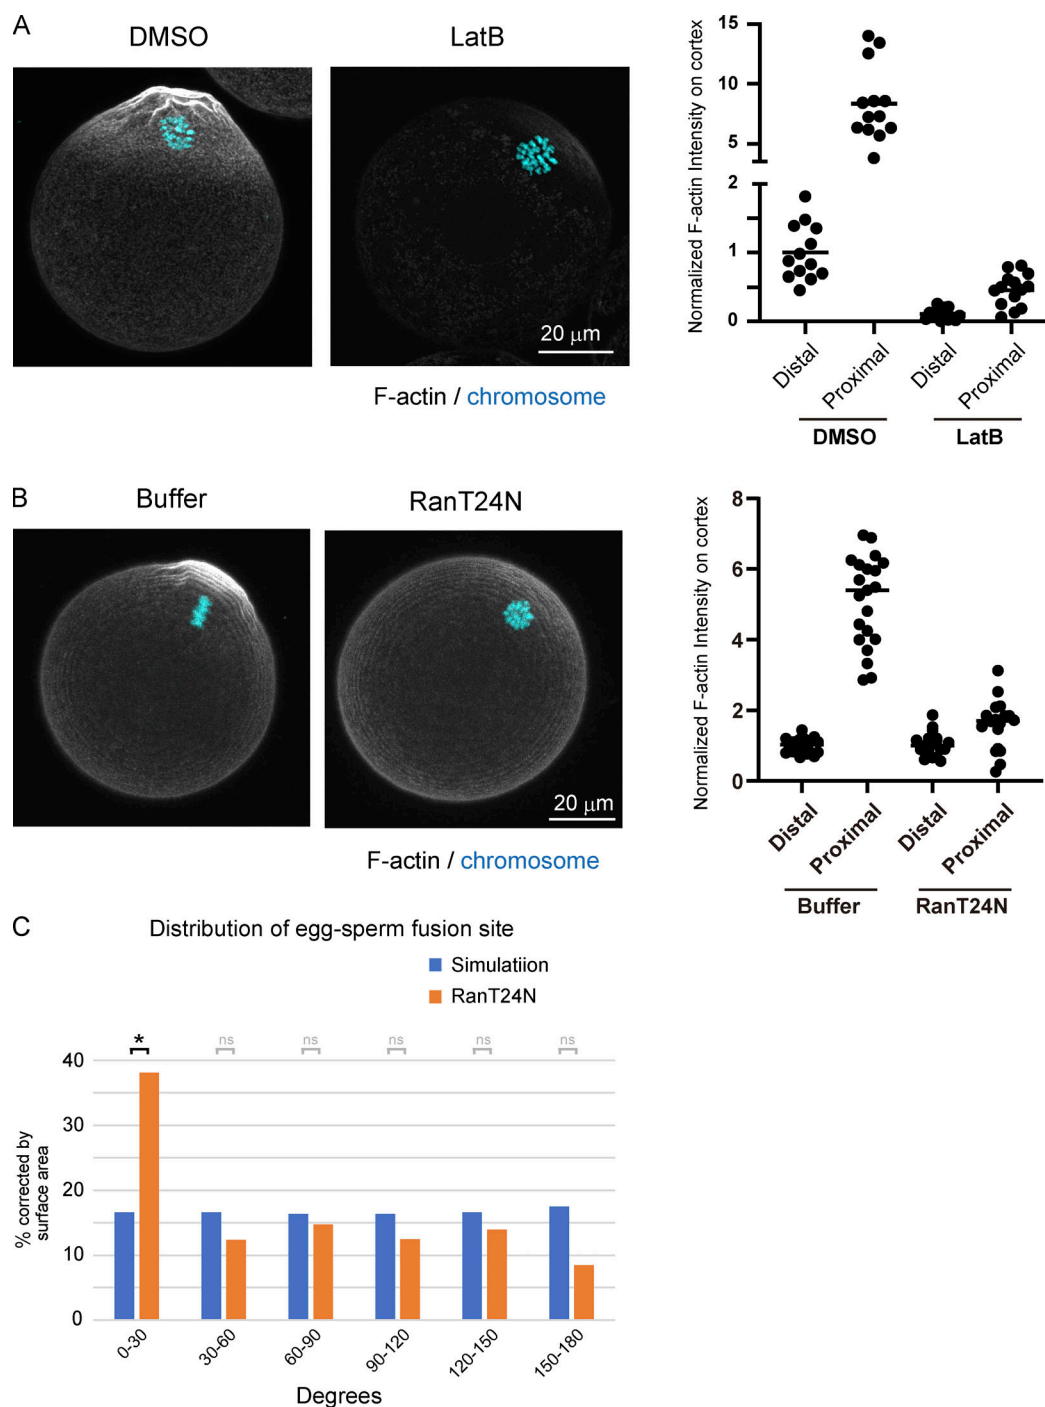 A
DMSO
LatB
20 μm
F-actin / chromosome
Normalized F-actin Intensity on cortex
15
10
5
2
1
0
Distal
Proximal
Distal
Proximal
DMSO
LatB
B
Buffer
RanT24N
20 μm
F-actin / chromosome
Normalized F-actin Intensity on cortex
8
6
4
2
0
Distal
Proximal
Distal
Proximal
Buffer
RanT24N
C
Distribution of egg-sperm fusion site
Simulatiion
RanT24N
* ns ns ns ns ns
% corrected by
surface area
40
30
20
10
0
0-30
30-60
60-90
90-120
120-150
150-180
Degrees